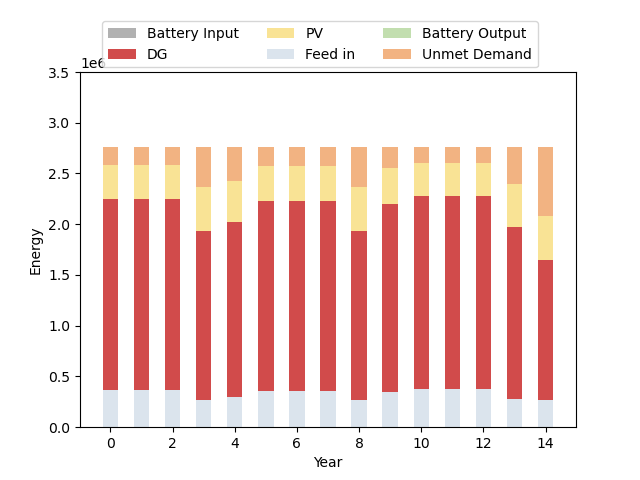 Battery Input PV Battery Output
DG Feed in Unmet Demand
1e6
3.5
3.0
2.5
2.0
1.5
1.0
0.5
0.0
Energy
0 2 4 6 8 10 12 14
Year